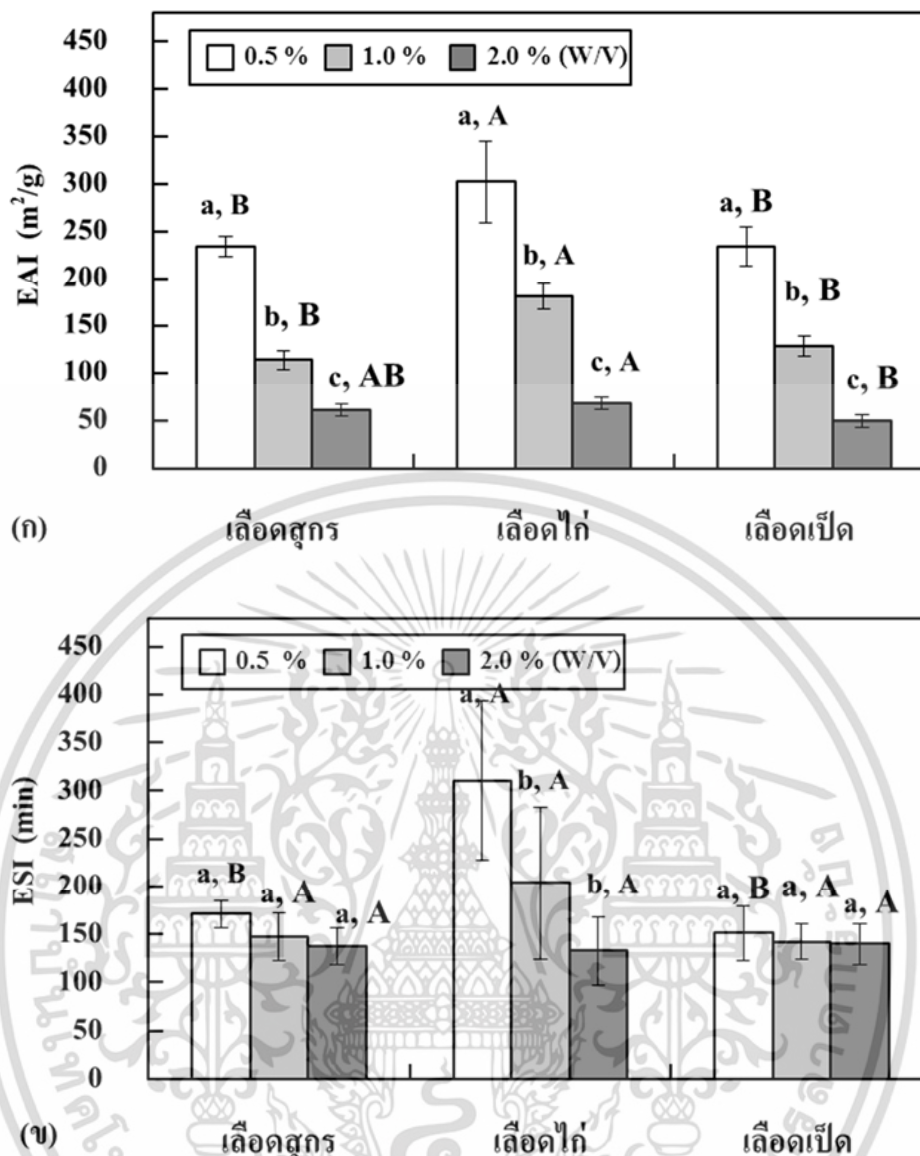 450
400
350
300
250
200
150
100
50
0
EAI (m²/g)
0.5 % 1.0 % 2.0 % (W/V)
a, B
b, B
c, AB
a, A
b, A
c, A
a, B
b, B
c, B
(ก) เลือดสุกร เลือดไก่ เลือดเป็ด
450
400
350
300
250
200
150
100
50
0
ESI (min)
0.5 % 1.0 % 2.0 % (W/V)
a, B
a, A
a, A
a, A
b, A
b, A
a, B
a, A
a, A
(ข) เลือดสุกร เลือดไก่ เลือดเป็ด